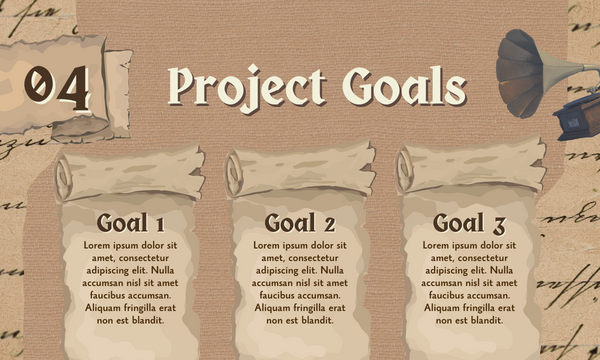 04
Project Goals
Goal 1
Lorem ipsum dolor sit
amet, consectetur
adipiscing elit. Nulla
accumsan nisl sit amet
faucibus accumsan.
Aliquam fringilla erat
non est blandit.
Goal 2
Lorem ipsum dolor sit
amet, consectetur
adipiscing elit. Nulla
accumsan nisl sit amet
faucibus accumsan.
Aliquam fringilla erat
non est blandit.
Goal 3
Lorem ipsum dolor sit
amet, consectetur
adipiscing elit. Nulla
accumsan nisl sit amet
faucibus accumsan.
Aliquam fringilla erat
non est blandit.